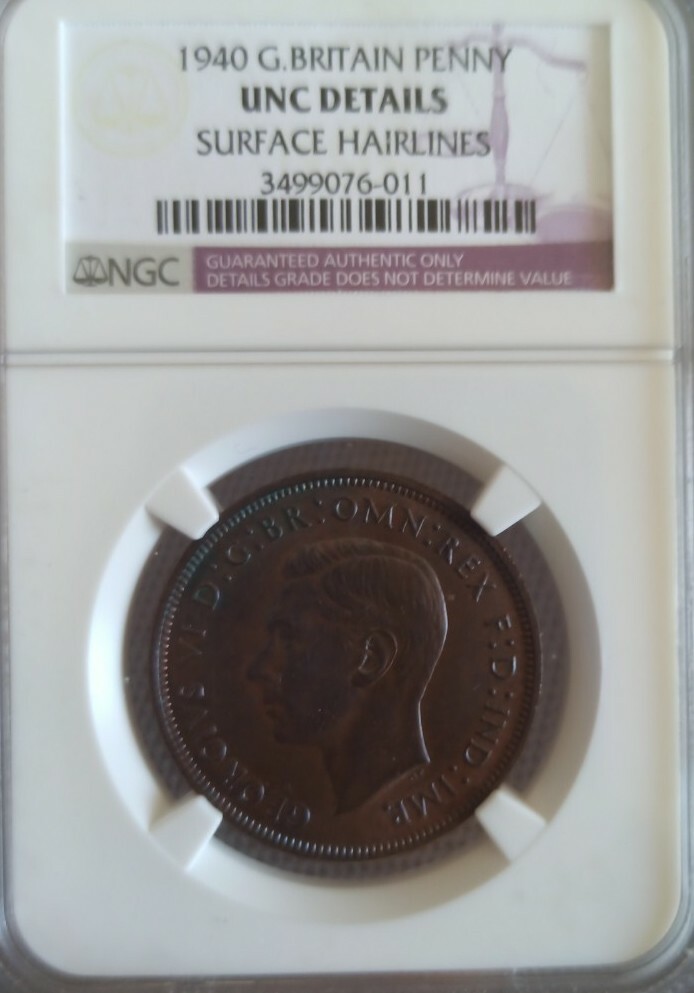 1940 G.BRITAIN PENNY
UNC DETAILS
SURFACE HAIRLINES
3499076-011
NGC
GUARANTEED AUTHENTIC ONLY
DETAILS GRADE DOES NOT DETERMINE VALUE
GEORGIVS VI D:G:BR:OMN:REX F:D:IND:IMP.